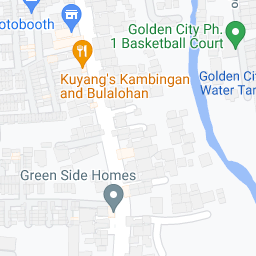 otobooth
Golden City Ph.
1 Basketball Court
Kuyang's Kambingan
and Bulalohan
Golden City
Water Tan
Green Side Homes